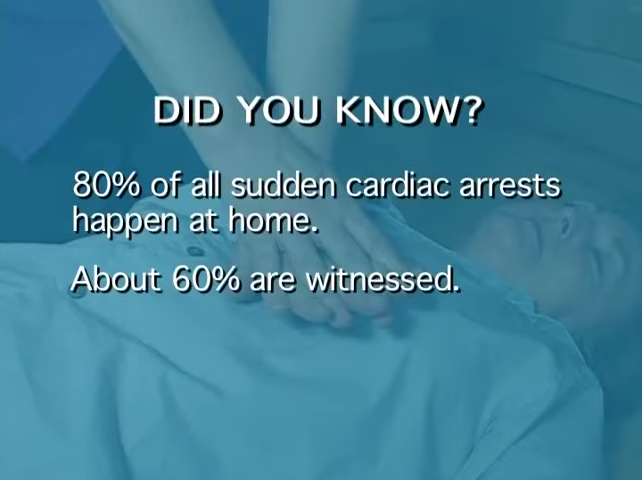 DID YOU KNOW?
80% of all sudden cardiac arrests
happen at home.
About 60% are witnessed.